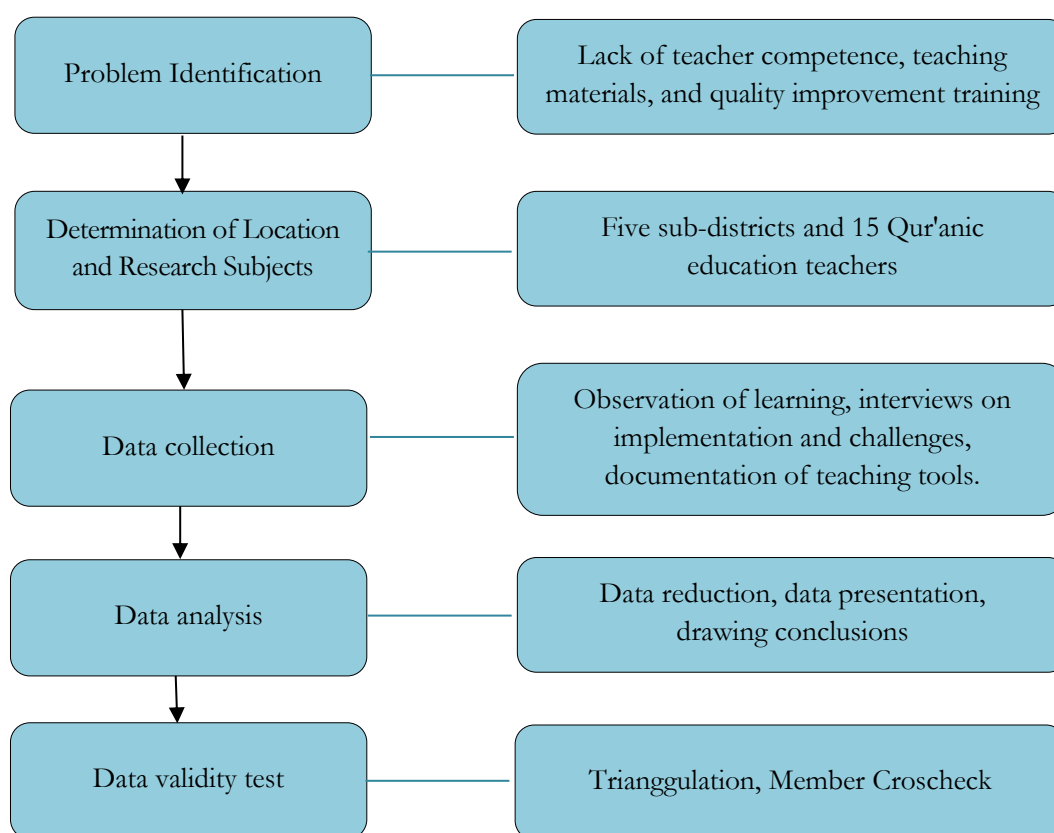 Problem Identification
Lack of teacher competence, teaching
materials, and quality improvement training
Determination of Location
and Research Subjects
Five sub-districts and 15 Qur'anic
education teachers
Data collection
Observation of learning, interviews on
implementation and challenges,
documentation of teaching tools.
Data analysis
Data reduction, data presentation,
drawing conclusions
Data validity test
Trianggulation, Member Croscheck